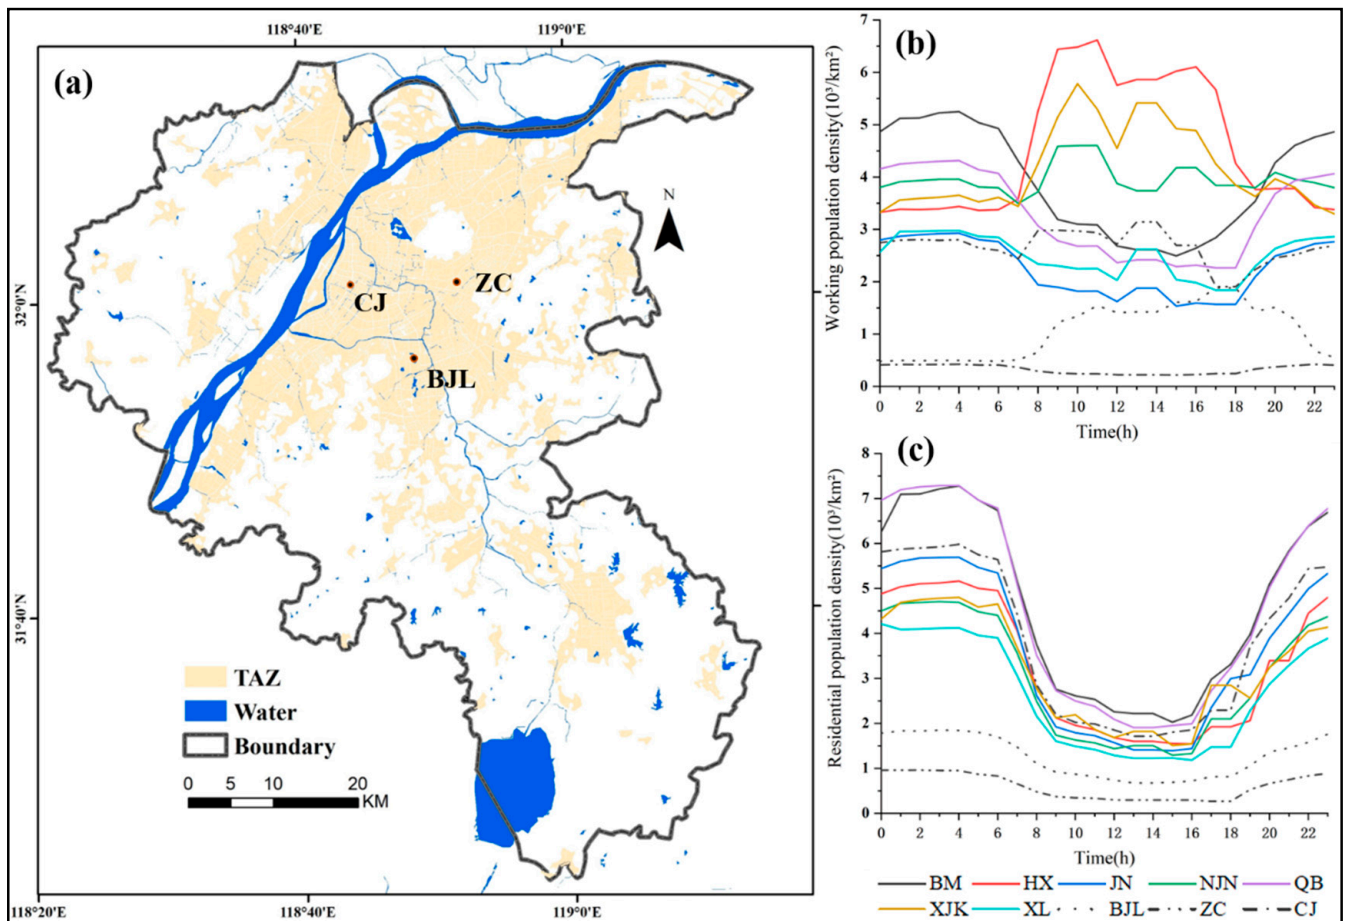 118°40'E
119°0'E
(a)
N
ZC
CJ
BJL
32°0'N
31°40'N
TAZ
Water
Boundary
0 5 10 20
KM
118°20'E
118°40'E
119°0'E
(b)
Working population density(10³/km²)
7
6
5
4
3
2
1
0
0 2 4 6 8 10 12 14 16 18 20 22
Time(h)
(c)
Residential population density(10³/km²)
8
7
6
5
4
3
2
1
0
0 2 4 6 8 10 12 14 16 18 20 22
Time(h)
BM HX JN NJN QB
XJK XL BJL ZC CJ